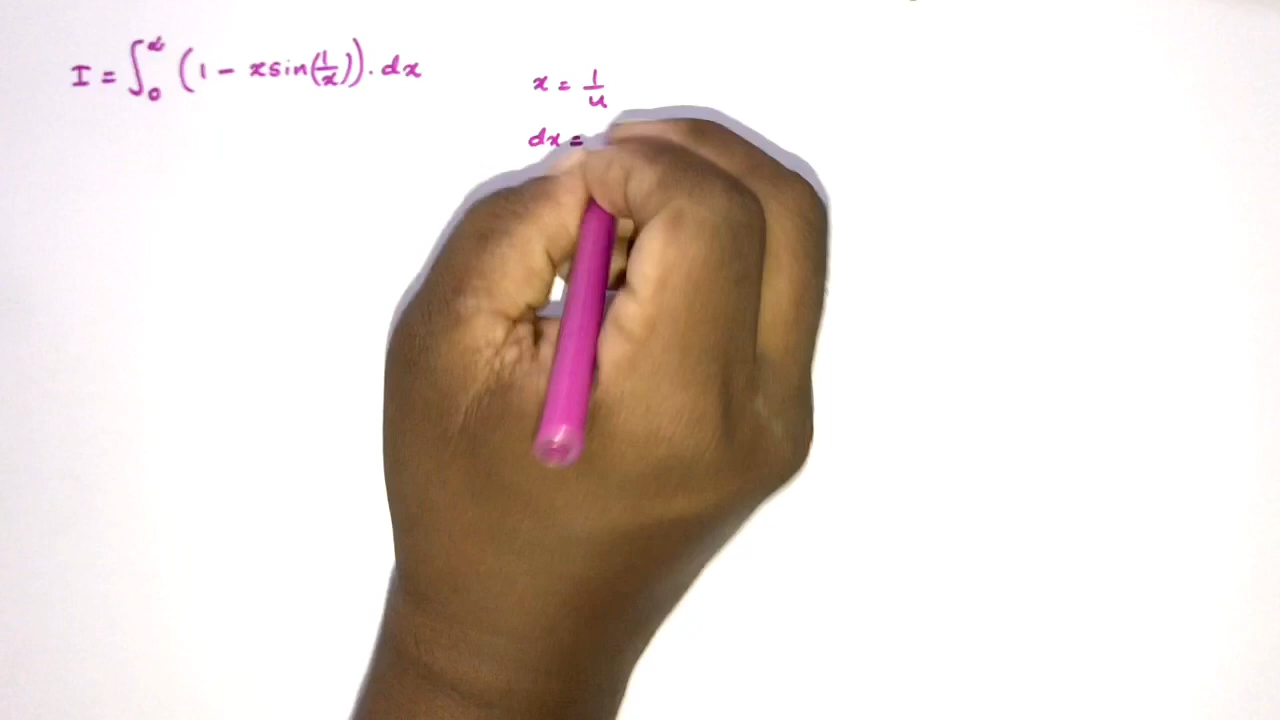 I = ∫₀^∞ (1 - x sin(1/x)) . dx
x = 1/u
dx =